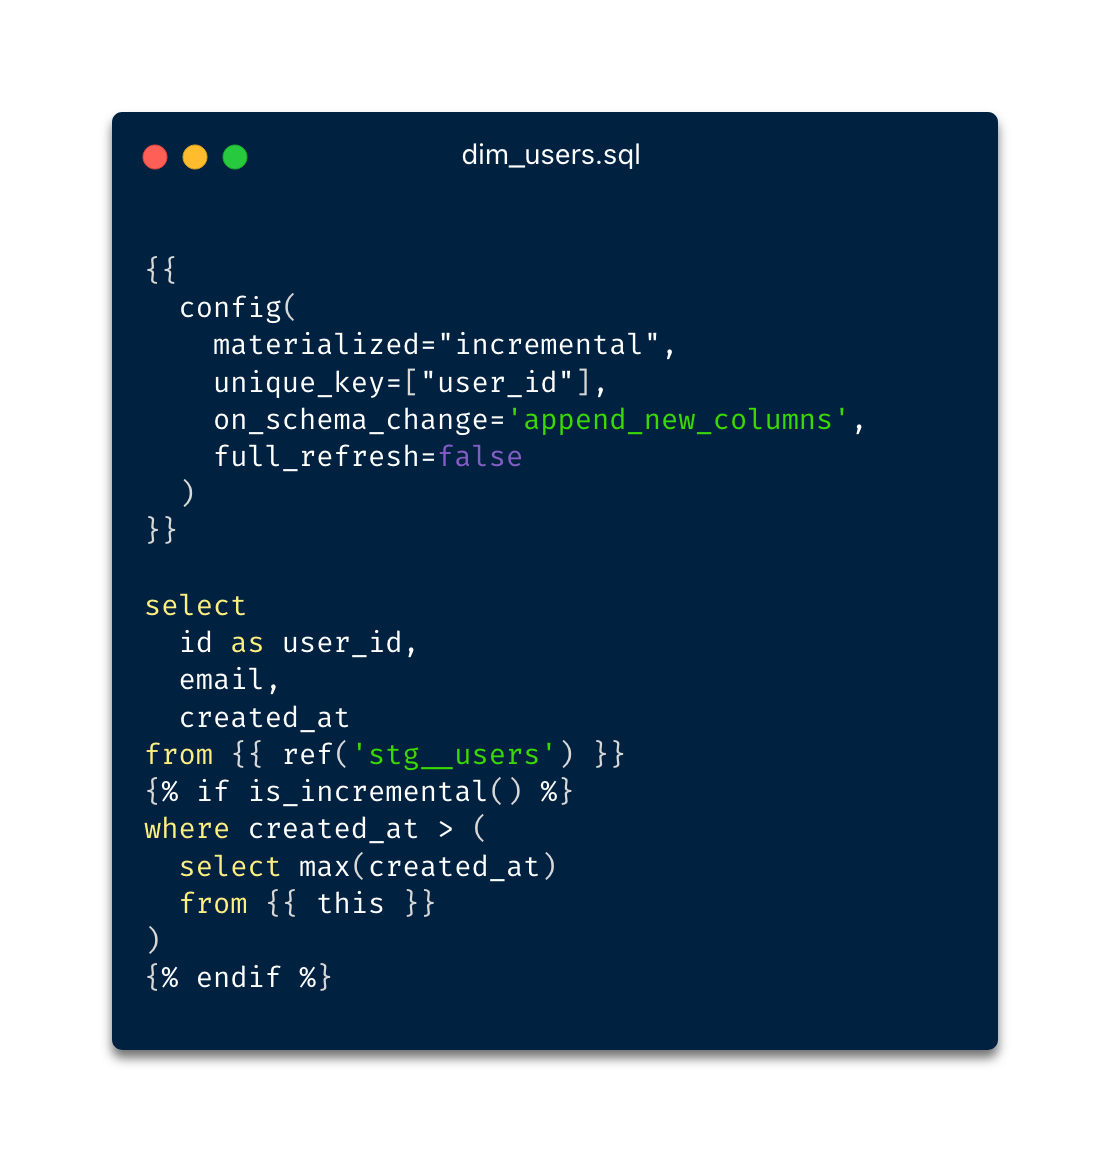 dim_users.sql
{{
  config(
    materialized="incremental",
    unique_key=["user_id"],
    on_schema_change='append_new_columns',
    full_refresh=false
  )
}}

select
  id as user_id,
  email,
  created_at
from {{ ref('stg__users') }}
{% if is_incremental() %}
where created_at > (
  select max(created_at)
  from {{ this }}
)
{% endif %}